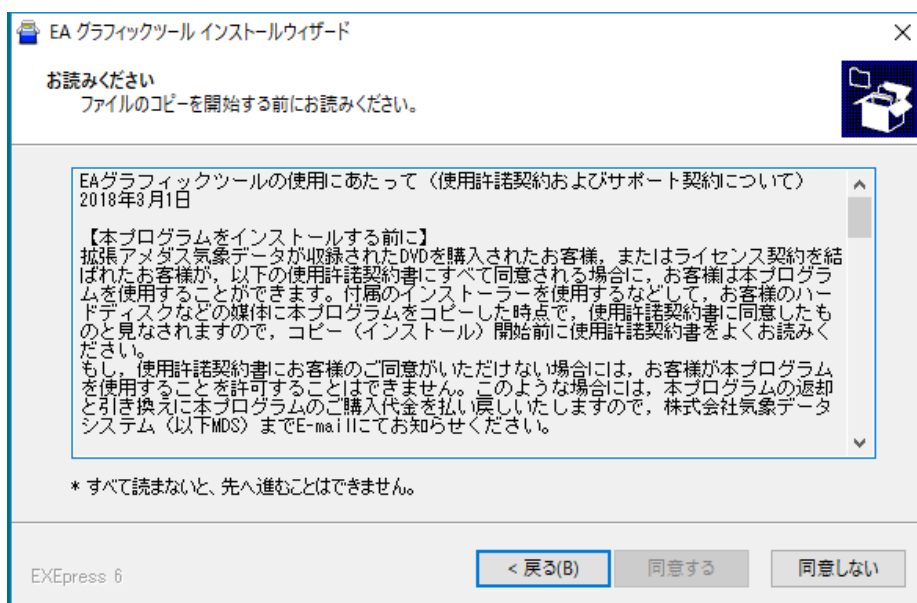 EA グラフィックツール インストールウィザード
お読みください
ファイルのコピーを開始する前にお読みください。
EAグラフィックツールの使用にあたって（使用許諾契約およびサポート契約について）
2018年3月1日
【本プログラムをインストールする前に】
拡張アメダス気象データが収録されたDVDを購入されたお客様，またはライセンス契約を結
ばれたお客様が，以下の使用許諾契約書にすべて同意される場合に，お客様は本プログラ
ムを使用することができます。付属のインストーラーを使用するなどして，お客様のハー
ドディスクなどの媒体に本プログラムをコピーした時点で，使用許諾契約書に同意したも
のと見なされますので，コピー（インストール）開始前に使用許諾契約書をよくお読みく
ださい。
もし，使用許諾契約書にお客様のご同意がいただけない場合には，お客様が本プログラム
を使用することを許可することはできません。このような場合には，本プログラムの返却
と引き換えに本プログラムのご購入代金を払い戻しいたしますので，株式会社気象データ
システム（以下MDS）までE-mailにてお知らせください。
* すべて読まないと、先へ進むことはできません。
EXEpress 6
< 戻る(B)
同意する
同意しない